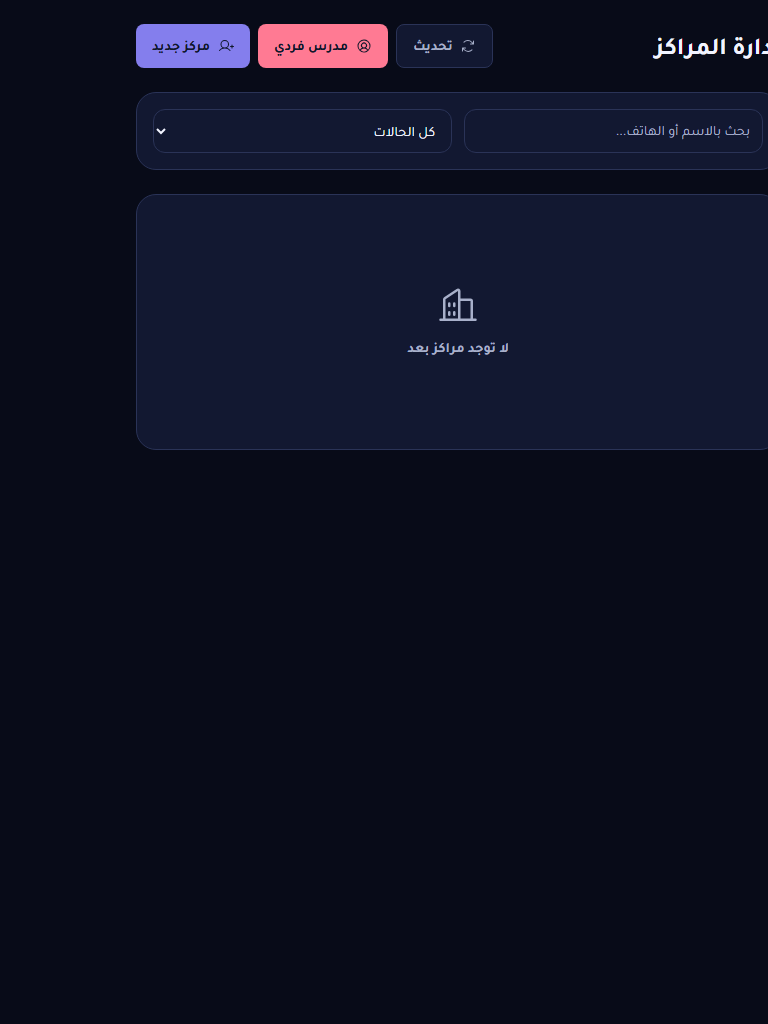 دارة المراكز
تحديث
مدرس فردي
مركز جديد
بحث بالاسم أو الهاتف...
كل الحالات
لا توجد مراكز بعد